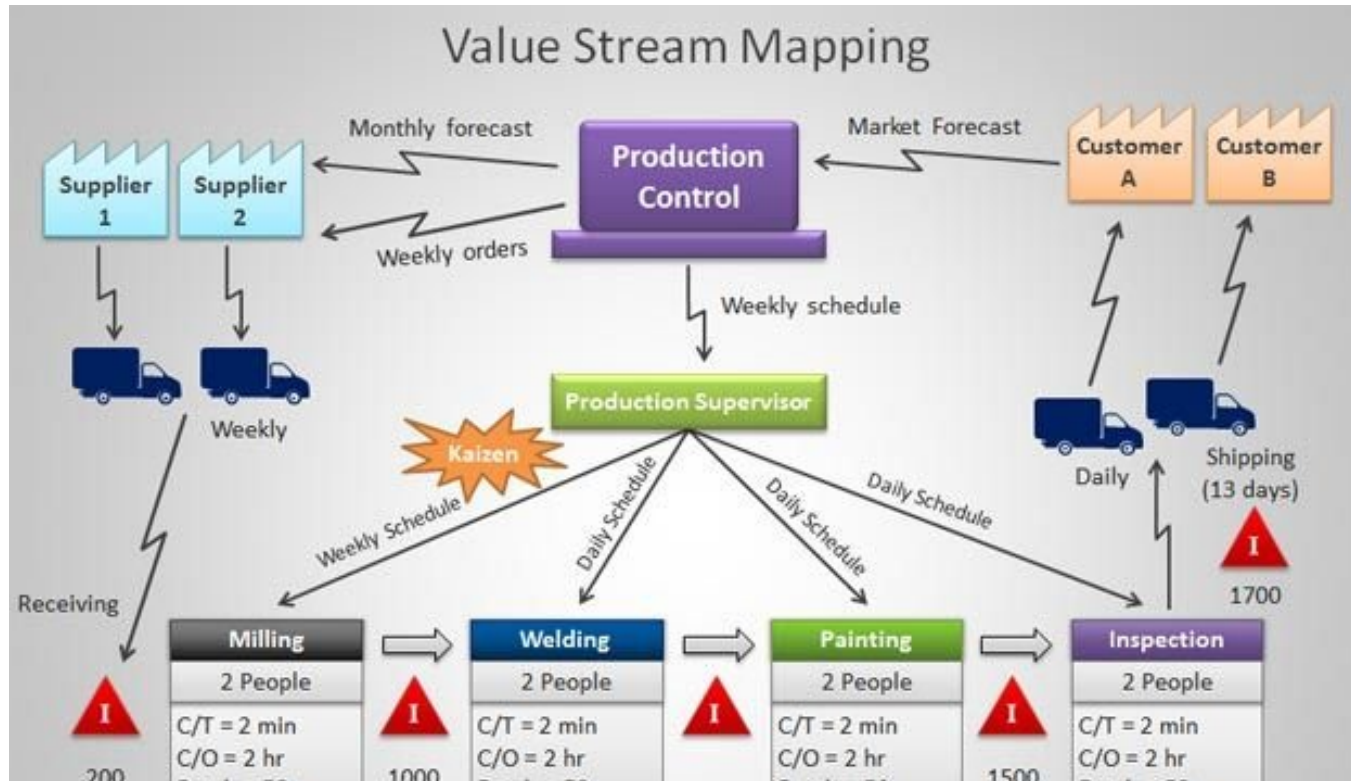 Value Stream Mapping
Monthly forecast
Market Forecast
Production
Control
Supplier
1
Supplier
2
Customer
A
Customer
B
Weekly orders
Weekly schedule
Production Supervisor
Weekly
Kaizen
Daily
Shipping
(13 days)
Weekly Schedule
Daily Schedule
Daily Schedule
Daily Schedule
I
1700
Receiving
Milling
Welding
Painting
Inspection
2 People
2 People
2 People
2 People
I
I
I
I
C/T = 2 min
C/T = 2 min
C/T = 2 min
C/T = 2 min
C/O = 2 hr
C/O = 2 hr
C/O = 2 hr
C/O = 2 hr
200
1000
1500